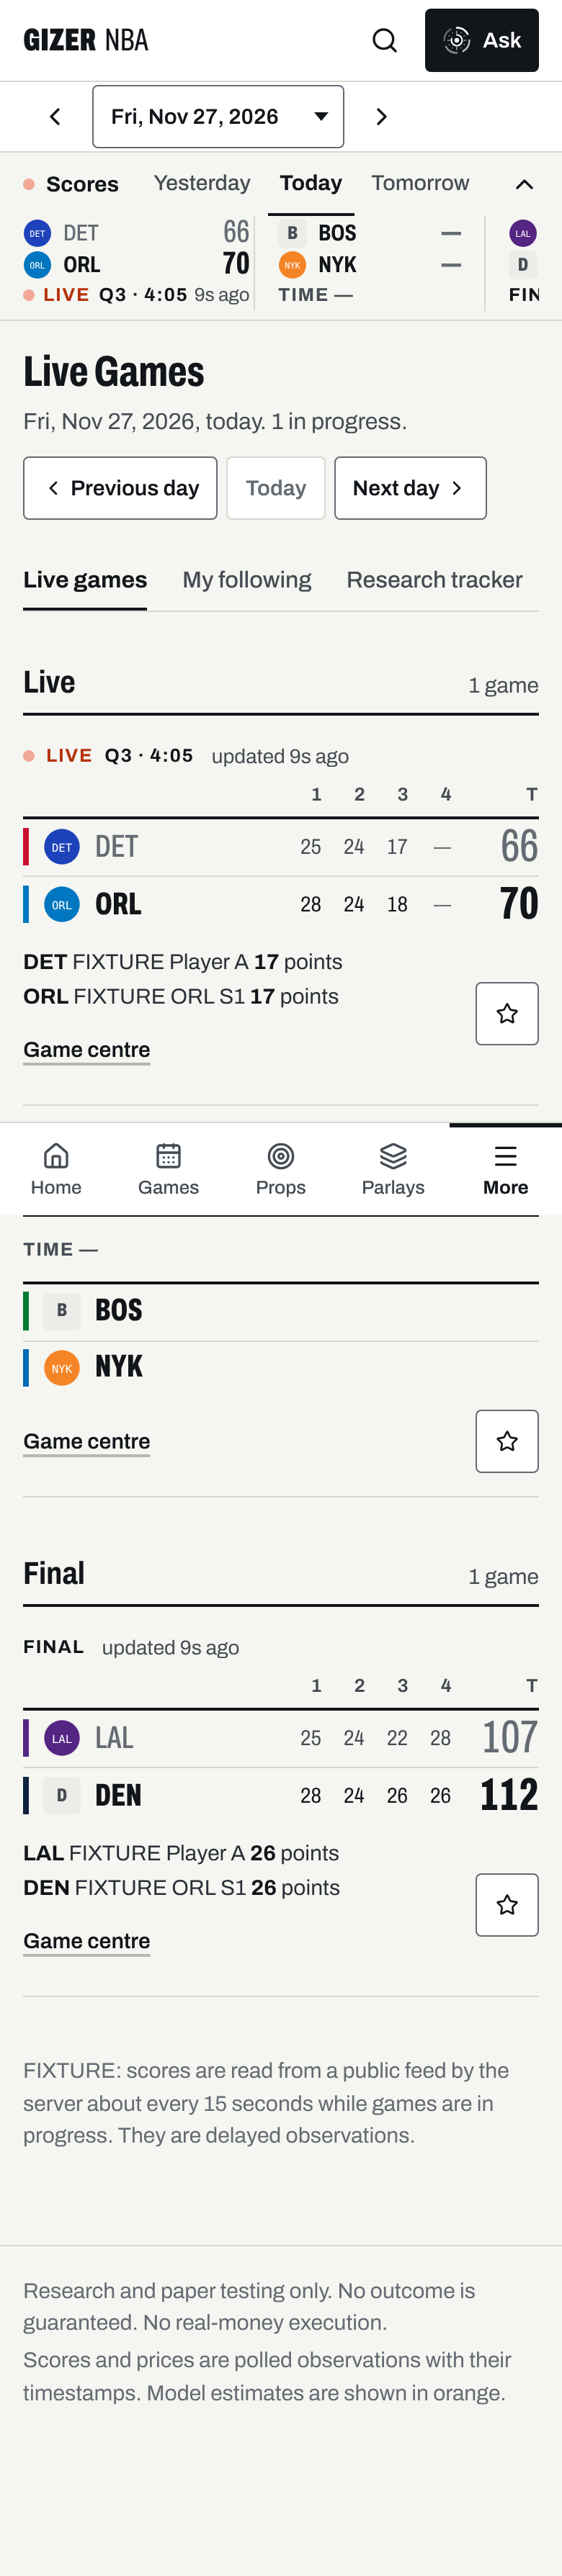 GIZER NBA
Ask
Fri, Nov 27, 2026
Scores Yesterday Today Tomorrow
DET DET 66
ORL ORL 70
LIVE Q3 · 4:05 9s ago
B BOS —
NYK NYK —
TIME —
LAL
D
FIN
Live Games
Fri, Nov 27, 2026, today. 1 in progress.
Previous day Today Next day
Live games My following Research tracker
Live 1 game
LIVE Q3 · 4:05 updated 9s ago
1 2 3 4 T
DET DET 25 24 17 — 66
ORL ORL 28 24 18 — 70
DET FIXTURE Player A 17 points
ORL FIXTURE ORL S1 17 points
Game centre
Home Games Props Parlays More
TIME —
B BOS
NYK NYK
Game centre
Final 1 game
FINAL updated 9s ago
1 2 3 4 T
LAL LAL 25 24 22 28 107
D DEN 28 24 26 26 112
LAL FIXTURE Player A 26 points
DEN FIXTURE ORL S1 26 points
Game centre
FIXTURE: scores are read from a public feed by the
server about every 15 seconds while games are in
progress. They are delayed observations.
Research and paper testing only. No outcome is
guaranteed. No real-money execution.
Scores and prices are polled observations with their
timestamps. Model estimates are shown in orange.